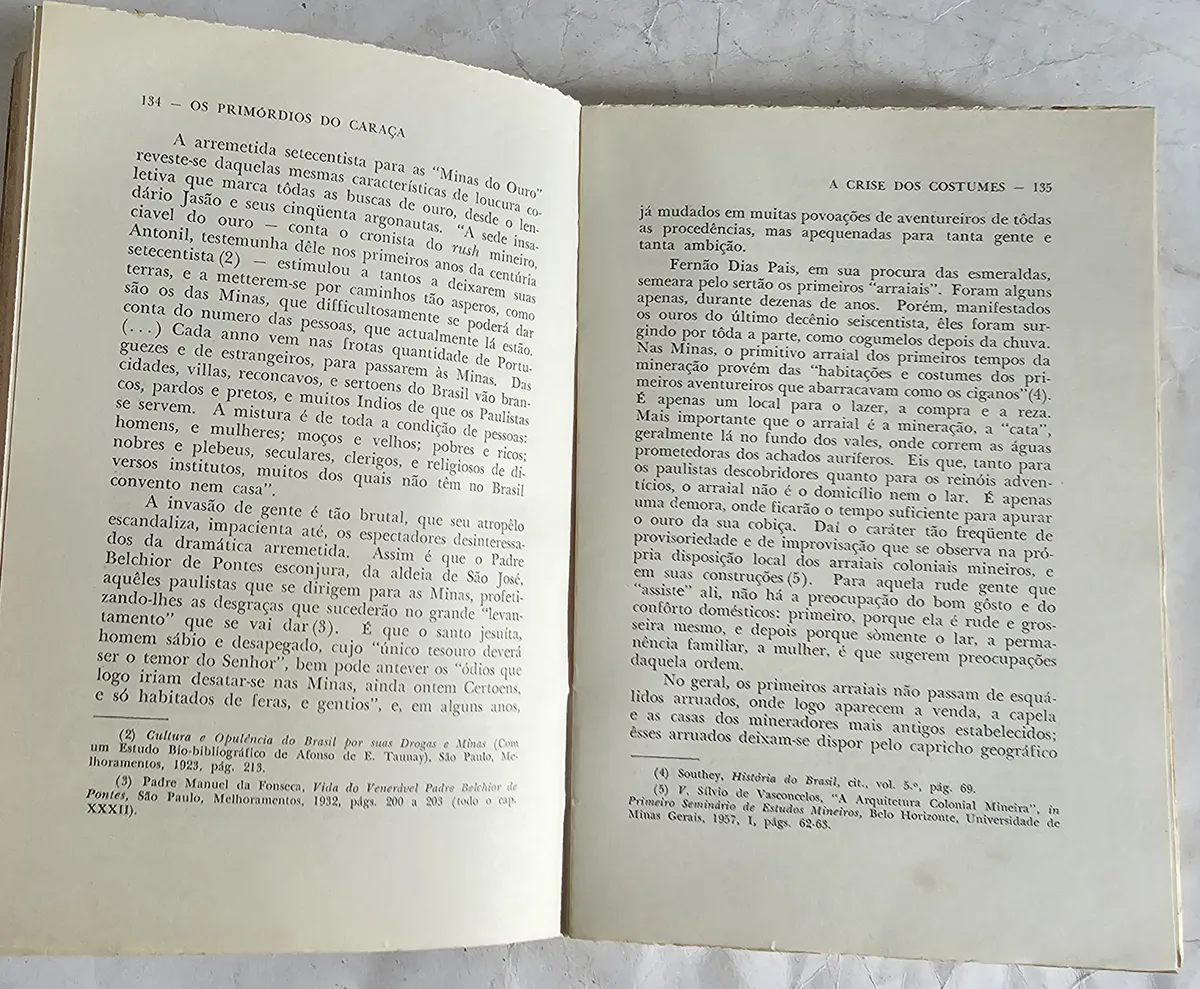 134 — OS PRIMÓRDIOS DO CARAÇA
A arremetida setecentista para as "Minas do Ouro"
reveste-se daquelas mesmas características de loucura co-
letiva que marca tôdas as buscas de ouro, desde o len-
dário Jasão e seus cinqüenta argonautas. "A sede insa-
ciavel do ouro — conta o cronista do rush mineiro,
Antonil, testemunha dêle nos primeiros anos da centúria
setecentista (2) — estimulou a tantos a deixarem suas
terras, e a metterem-se por caminhos tão asperos, como
são os das Minas, que difficultosamente se poderá dar
conta do numero das pessoas, que actualmente lá estão.
(...) Cada anno vem nas frotas quantidade de Portu-
guezes e de estrangeiros, para passarem às Minas. Das
cidades, villas, reconcavos, e sertoens do Brasil vão bran-
cos, pardos e pretos, e muitos Indios de que os Paulistas
se servem. A mistura é de toda a condição de pessoas:
homens, e mulheres; moços e velhos; pobres e ricos;
nobres e plebeus, seculares, clerigos, e religiosos de di-
versos institutos, muitos dos quais não têm no Brasil
convento nem casa".
A invasão de gente é tão brutal, que seu atropêlo
escandaliza, impacienta até, os espectadores desinteressa-
dos da dramática arremetida. Assim é que o Padre
Belchior de Pontes esconjura, da aldeia de São José,
aquêles paulistas que se dirigem para as Minas, profeti-
zando-lhes as desgraças que sucederão no grande "levan-
tamento" que se vai dar (3). É que o santo jesuíta,
homem sábio e desapegado, cujo "único tesouro deverá
ser o temor do Senhor", bem pode antever os "ódios que
logo iriam desatar-se nas Minas, ainda ontem Certoens,
e só habitados de feras, e gentios", e, em alguns anos,
(2) Cultura e Opulência do Brasil por suas Drogas e Minas (Com
um Estudo Bio-bibliográfico de Afonso de E. Taunay), São Paulo, Me-
lhoramentos, 1923, pág. 213.
(3) Padre Manuel da Fonseca, Vida do Venerável Padre Belchior de
Pontes, São Paulo, Melhoramentos, 1932, págs. 200 a 203 (todo o cap.
XXXII).
A CRISE DOS COSTUMES — 135
já mudados em muitas povoações de aventureiros de tôdas
as procedências, mas apequenadas para tanta gente e
tanta ambição.
Fernão Dias Pais, em sua procura das esmeraldas,
semeara pelo sertão os primeiros "arraiais". Foram alguns
apenas, durante dezenas de anos. Porém, manifestados
os ouros do último decênio seiscentista, êles foram sur-
gindo por tôda a parte, como cogumelos depois da chuva.
Nas Minas, o primitivo arraial dos primeiros tempos da
mineração provém das "habitações e costumes dos pri-
meiros aventureiros que abarracavam como os ciganos"(4).
É apenas um local para o lazer, a compra e a reza.
Mais importante que o arraial é a mineração, a "cata",
geralmente lá no fundo dos vales, onde correm as águas
prometedoras dos achados auríferos. Eis que, tanto para
os paulistas descobridores quanto para os reinóis adven-
tícios, o arraial não é o domicílio nem o lar. É apenas
uma demora, onde ficarão o tempo suficiente para apurar
o ouro da sua cobiça. Daí o caráter tão freqüente de
provisoriedade e de improvisação que se observa na pró-
pria disposição local dos arraiais coloniais mineiros, e
em suas construções (5). Para aquela rude gente que
"assiste" ali, não há a preocupação do bom gôsto e do
confôrto domésticos: primeiro, porque ela é rude e gros-
seira mesmo, e depois porque sòmente o lar, a perma-
nência familiar, a mulher, é que sugerem preocupações
daquela ordem.
No geral, os primeiros arraiais não passam de esquá-
lidos arruados, onde logo aparecem a venda, a capela
e as casas dos mineradores mais antigos estabelecidos;
êsses arruados deixam-se dispor pelo capricho geográfico
(4) Southey, História do Brasil, cit., vol. 5.º, pág. 69.
(5) V. Sílvio de Vasconcelos, "A Arquitetura Colonial Mineira", in
Primeiro Seminário de Estudos Mineiros, Belo Horizonte, Universidade de
Minas Gerais, 1957, I, págs. 62-63.